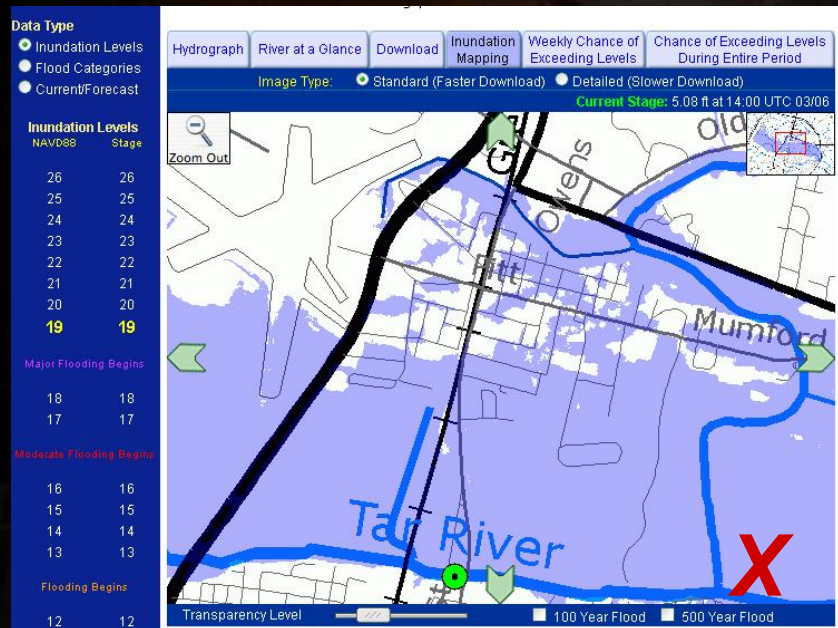 Data Type
Inundation Levels
Flood Categories
Current/Forecast
Inundation Levels
NAVD88 Stage
26 26
25 25
24 24
23 23
22 22
21 21
20 20
19 19
Major Flooding Begins
18 18
17 17
Moderate Flooding Begins
16 16
15 15
14 14
13 13
Flooding Begins
12 12
Hydrograph
River at a Glance
Download
Inundation
Mapping
Weekly Chance of
Exceeding Levels
Chance of Exceeding Levels
During Entire Period
Image Type: Standard (Faster Download) Detailed (Slower Download)
Current Stage: 5.08 ft at 14:00 UTC 03/06
Zoom Out
Old
Owens
Pitt
Mumford
Tar River
X
Transparency Level
100 Year Flood
500 Year Flood